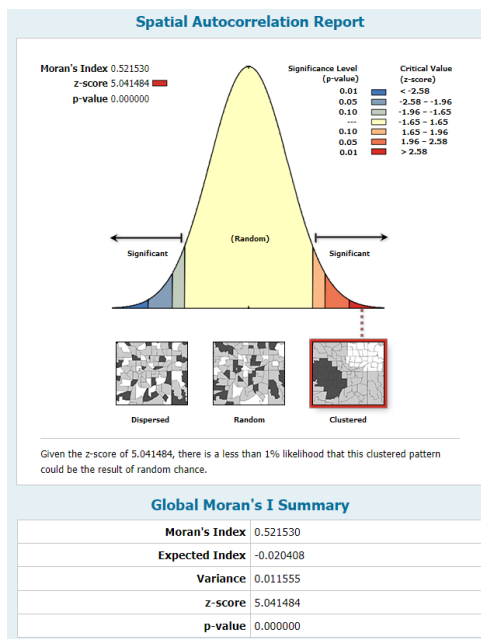 Spatial Autocorrelation Report
Moran's Index 0.521530
z-score 5.041484
p-value 0.000000
Significance Level
(p-value)
Critical Value
(z-score)
0.01 < -2.58
0.05 -2.58 - -1.96
0.10 -1.96 - -1.65
--- -1.65 - 1.65
0.10 1.65 - 1.96
0.05 1.96 - 2.58
0.01 > 2.58
(Random)
Significant
Significant
Dispersed
Random
Clustered
Given the z-score of 5.041484, there is a less than 1% likelihood that this clustered pattern
could be the result of random chance.
Global Moran's I Summary
Moran's Index 0.521530
Expected Index -0.020408
Variance 0.011555
z-score 5.041484
p-value 0.000000